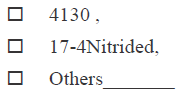 □ 4130 ,
□ 17-4Nitrided,
□ Others________